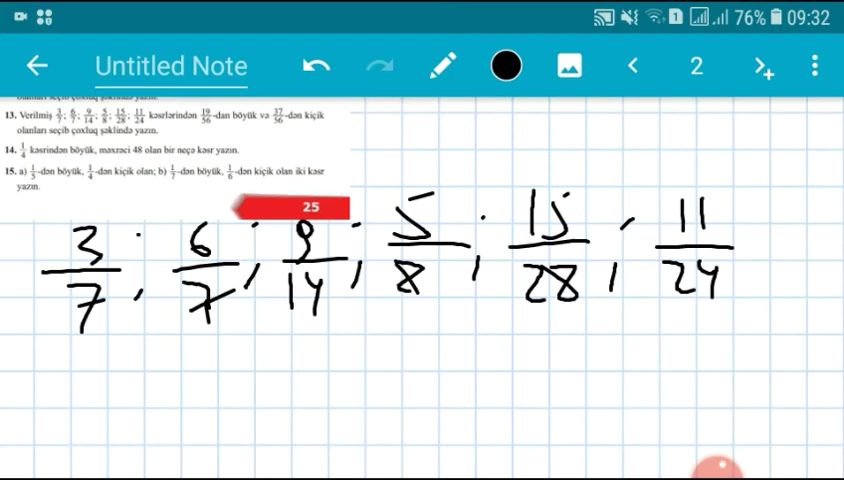 1 76% 09:32
Untitled Note 2
13. Verilmiş 3/7; 6/7; 9/14; 5/8; 15/28; 11/24 kəsrlərindən 19/56-dan böyük və 37/56-dən kiçik
olanları seçib çoxluq şəklində yazın.
14. 1/4 kəsrindən böyük, məxrəci 48 olan bir neçə kəsr yazın.
15. a) 1/5-dən böyük, 1/4-dən kiçik olan; b) 1/7-dən böyük, 1/6-dən kiçik olan iki kəsr
yazın.
25
3/7; 6/7; 9/14; 5/8; 15/28; 11/24